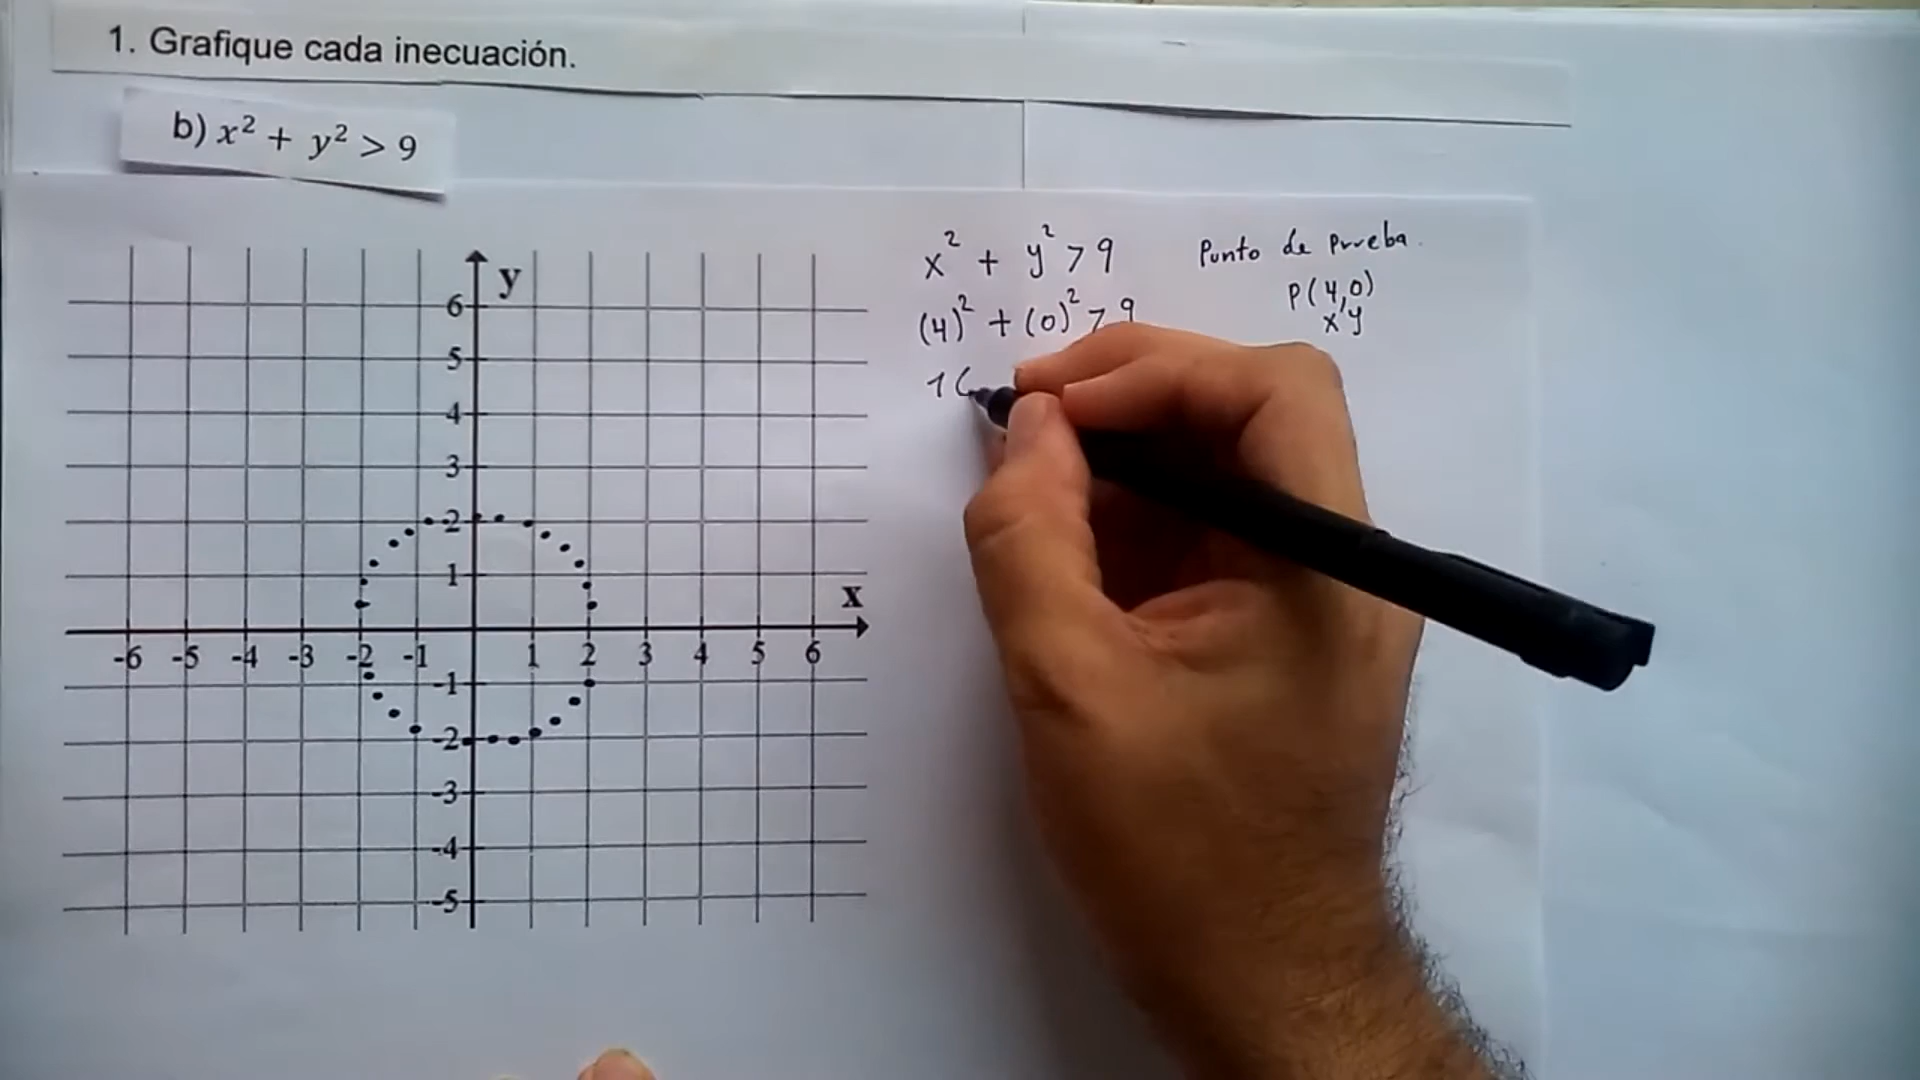 1. Grafique cada inecuación.
b) x² + y² > 9
x² + y² > 9
Punto de Prueba.
P(4,0)
x y
(4)² + (0)² > 9
16
y
6
5
4
3
2
1
x
-6 -5 -4 -3 -2 -1 1 2 3 4 5 6
-1
-2
-3
-4
-5